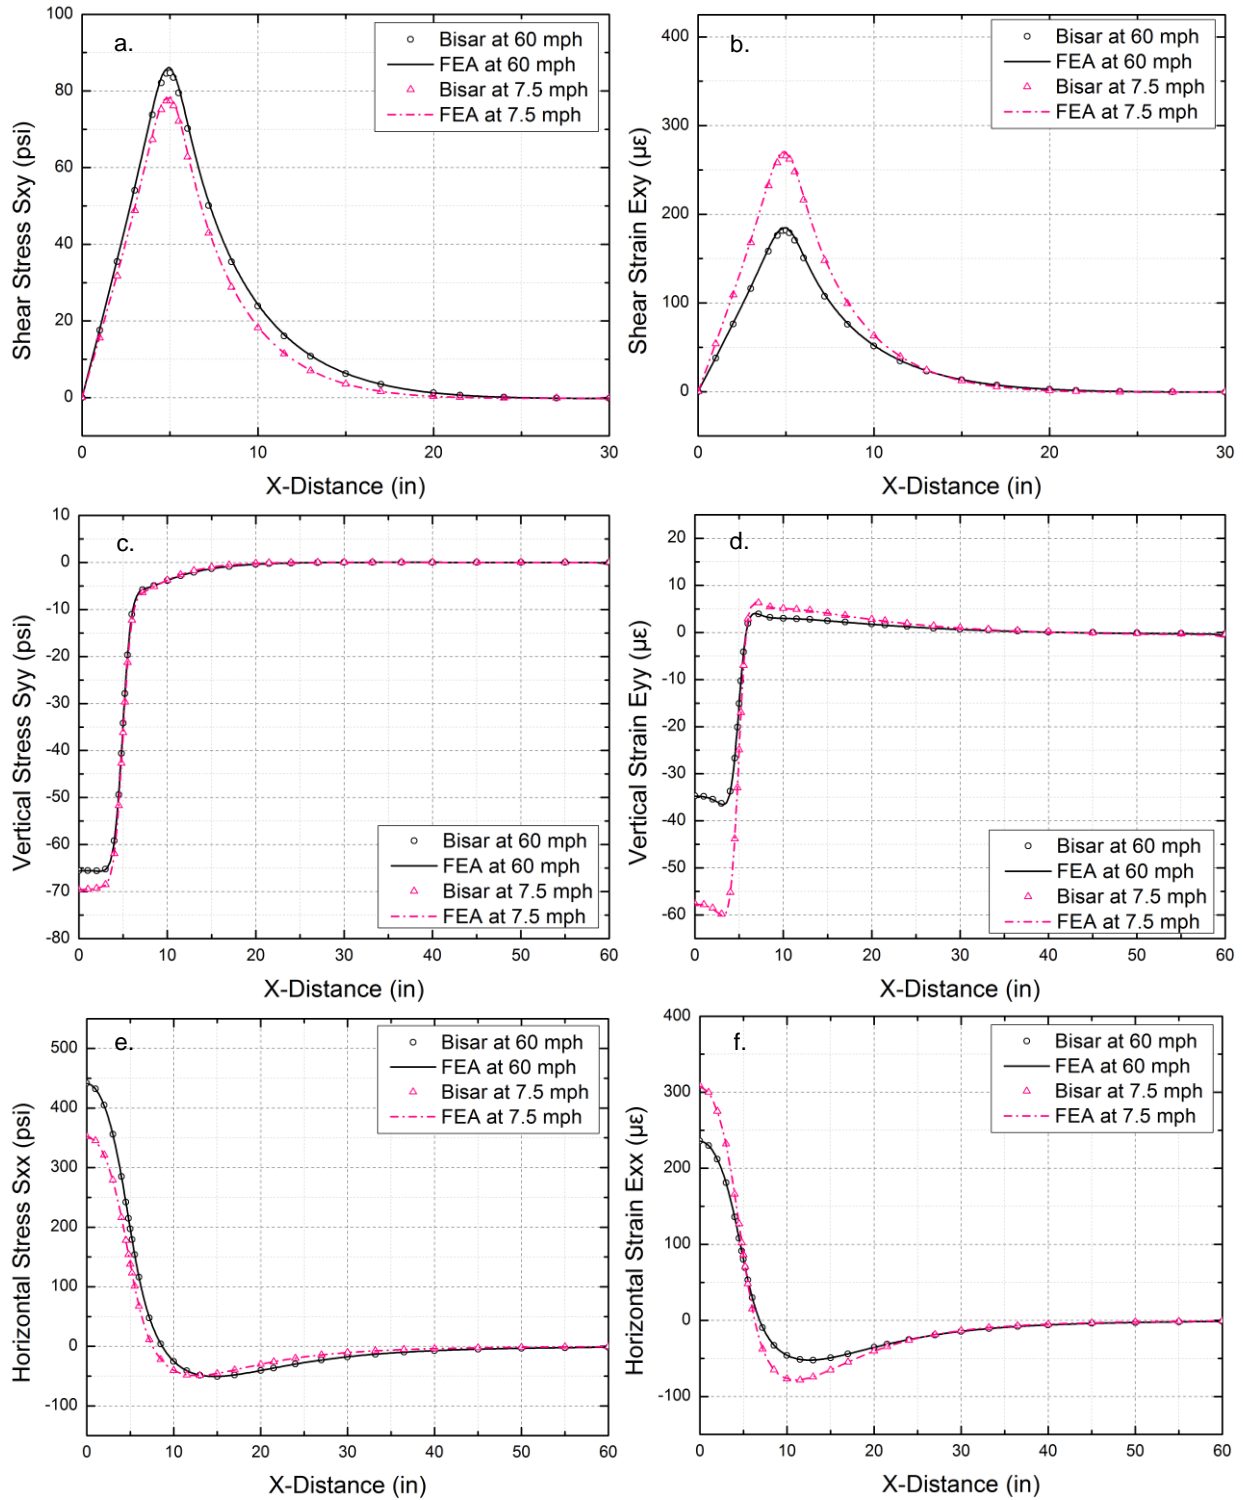 a.
Bisar at 60 mph
FEA at 60 mph
Bisar at 7.5 mph
FEA at 7.5 mph
100
80
60
40
20
0
Shear Stress Sxy (psi)
0 10 20 30
X-Distance (in)
b.
Bisar at 60 mph
FEA at 60 mph
Bisar at 7.5 mph
FEA at 7.5 mph
400
300
200
100
0
Shear Strain Exy (με)
0 10 20 30
X-Distance (in)
c.
10
0
-10
-20
-30
-40
-50
-60
-70
-80
Vertical Stress Syy (psi)
Bisar at 60 mph
FEA at 60 mph
Bisar at 7.5 mph
FEA at 7.5 mph
0 10 20 30 40 50 60
X-Distance (in)
d.
20
10
0
-10
-20
-30
-40
-50
-60
Vertical Strain Eyy (με)
Bisar at 60 mph
FEA at 60 mph
Bisar at 7.5 mph
FEA at 7.5 mph
0 10 20 30 40 50 60
X-Distance (in)
e.
Bisar at 60 mph
FEA at 60 mph
Bisar at 7.5 mph
FEA at 7.5 mph
500
400
300
200
100
0
-100
Horizontal Stress Sxx (psi)
0 10 20 30 40 50 60
X-Distance (in)
f.
Bisar at 60 mph
FEA at 60 mph
Bisar at 7.5 mph
FEA at 7.5 mph
400
300
200
100
0
-100
Horizontal Strain Exx (με)
0 10 20 30 40 50 60
X-Distance (in)